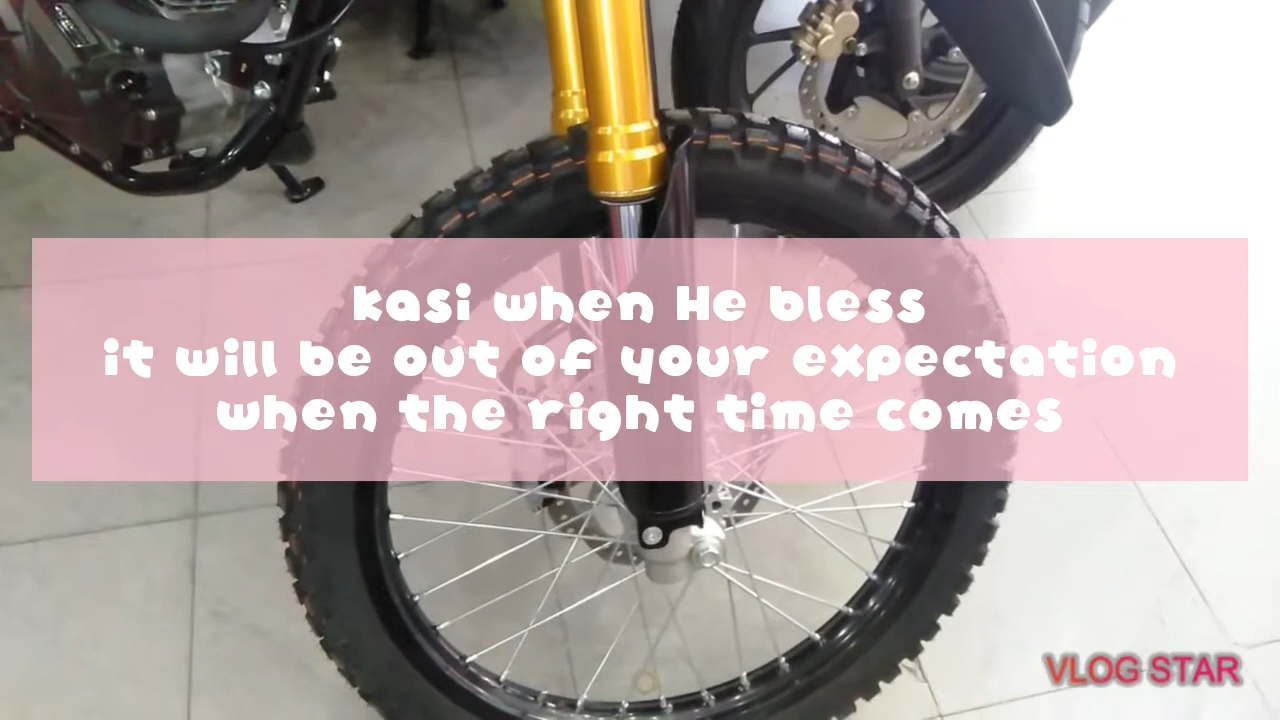 kasi when He bless
it will be out of your expectation
when the right time comes
VLOG STAR